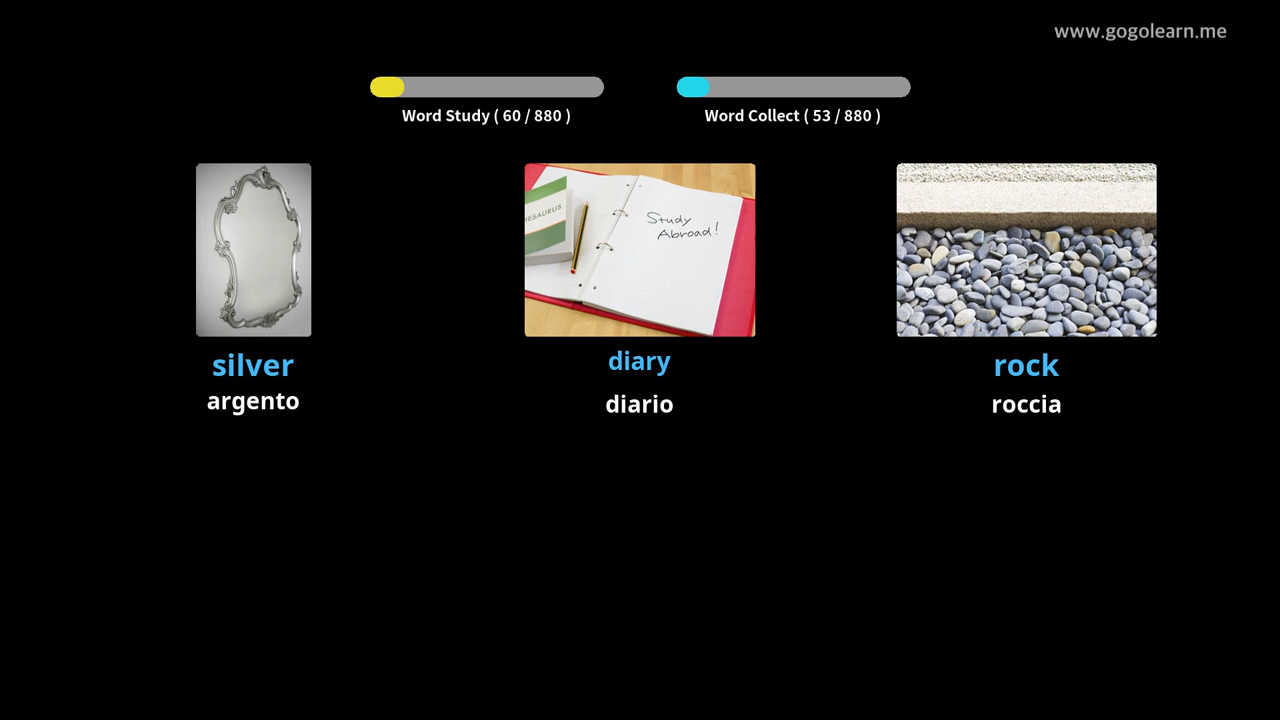 www.gogolearn.me
Word Study ( 60 / 880 )
Word Collect ( 53 / 880 )
HESAURUS
Study
Abroad!
silver
argento
diary
diario
rock
roccia